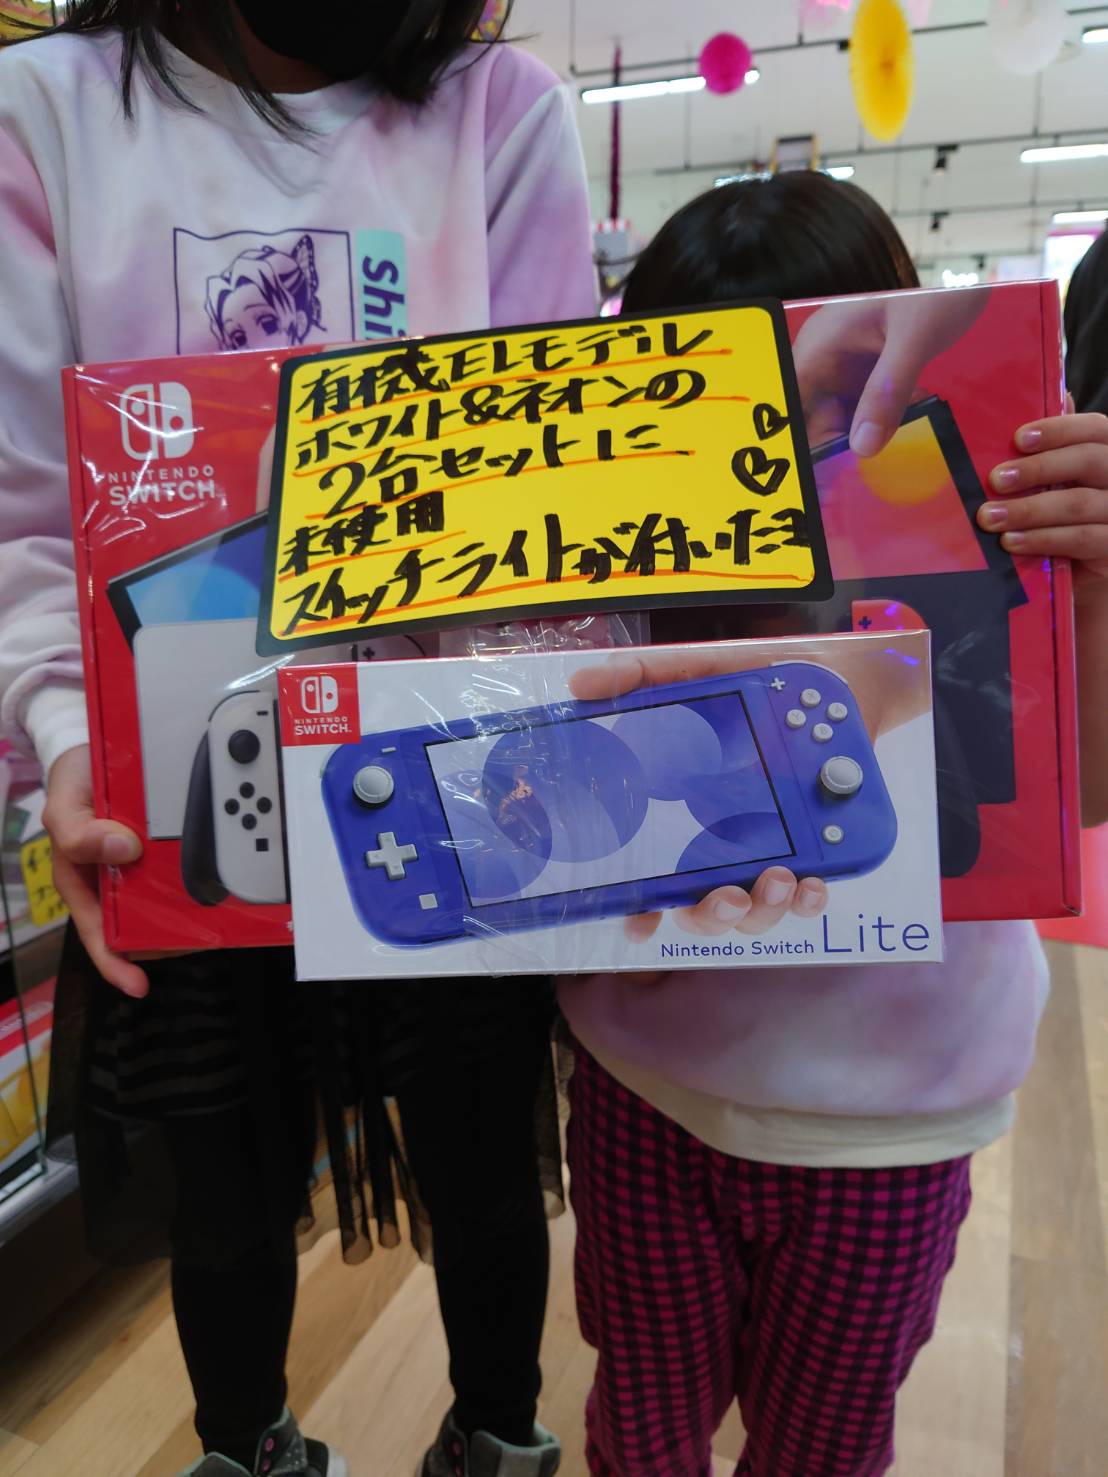 shi
NINTENDO
SWITCH
有機ELモデル
ホワイト&ネオンの
2台セットに、
未使用
スイッチライトが付いたヨ
NINTENDO
SWITCH
Nintendo Switch Lite